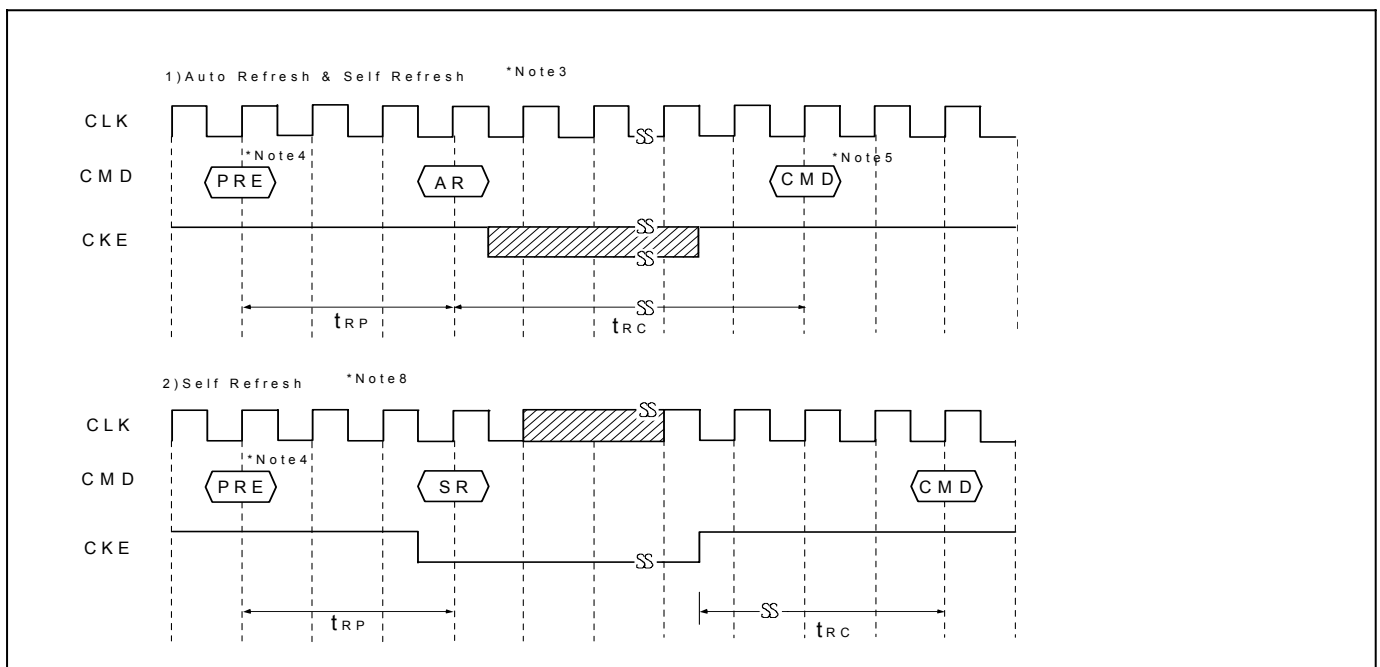 1)Auto Refresh & Self Refresh *Note3
CLK
*Note4 *Note5
CMD PRE AR CMD
CKE
tRP tRC
2)Self Refresh *Note8
CLK
*Note4
CMD PRE SR CMD
CKE
tRP tRC